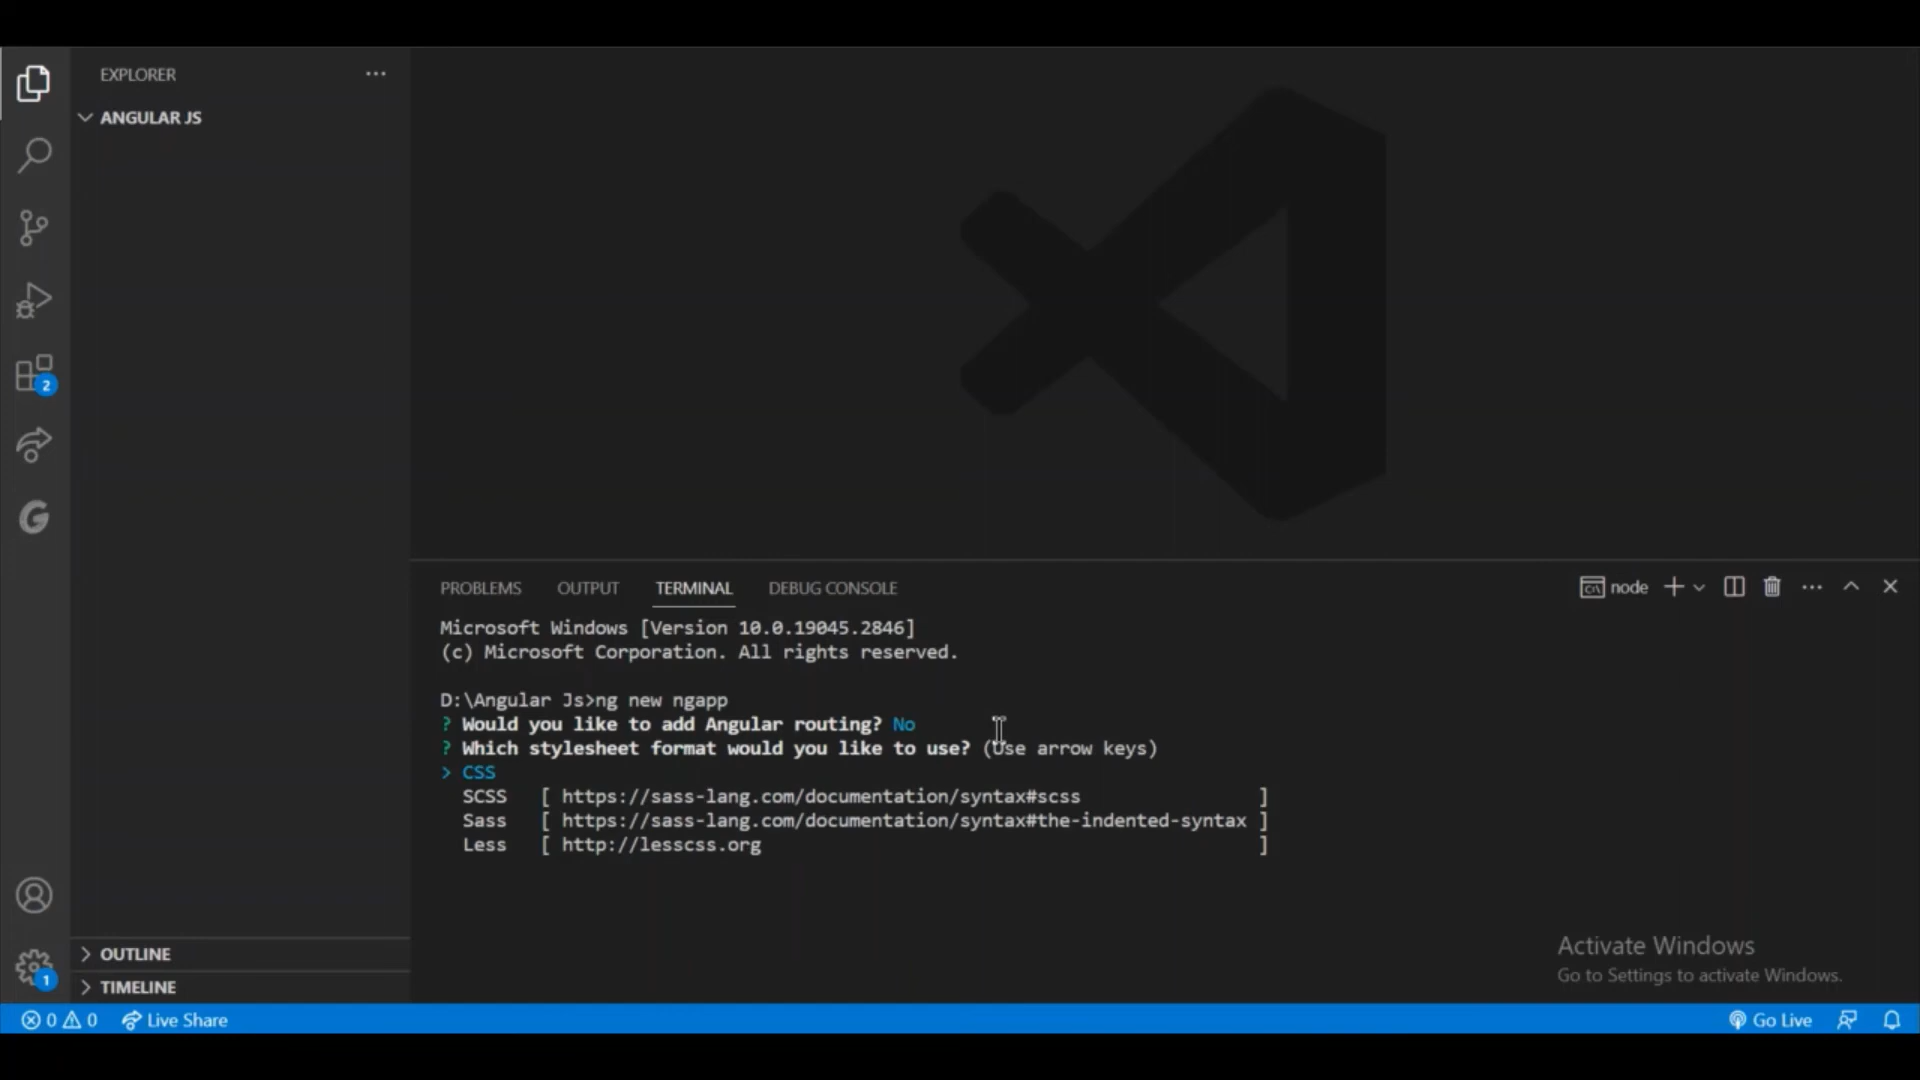 EXPLORER
ANGULAR JS
2
PROBLEMS OUTPUT TERMINAL DEBUG CONSOLE
node
Microsoft Windows [Version 10.0.19045.2846]
(c) Microsoft Corporation. All rights reserved.
D:\Angular Js>ng new ngapp
? Would you like to add Angular routing? No
? Which stylesheet format would you like to use? (Use arrow keys)
> CSS
SCSS [ https://sass-lang.com/documentation/syntax#scss ]
Sass [ https://sass-lang.com/documentation/syntax#the-indented-syntax ]
Less [ http://lesscss.org ]
Activate Windows
Go to Settings to activate Windows.
OUTLINE
1
TIMELINE
0 0 Live Share
Go Live